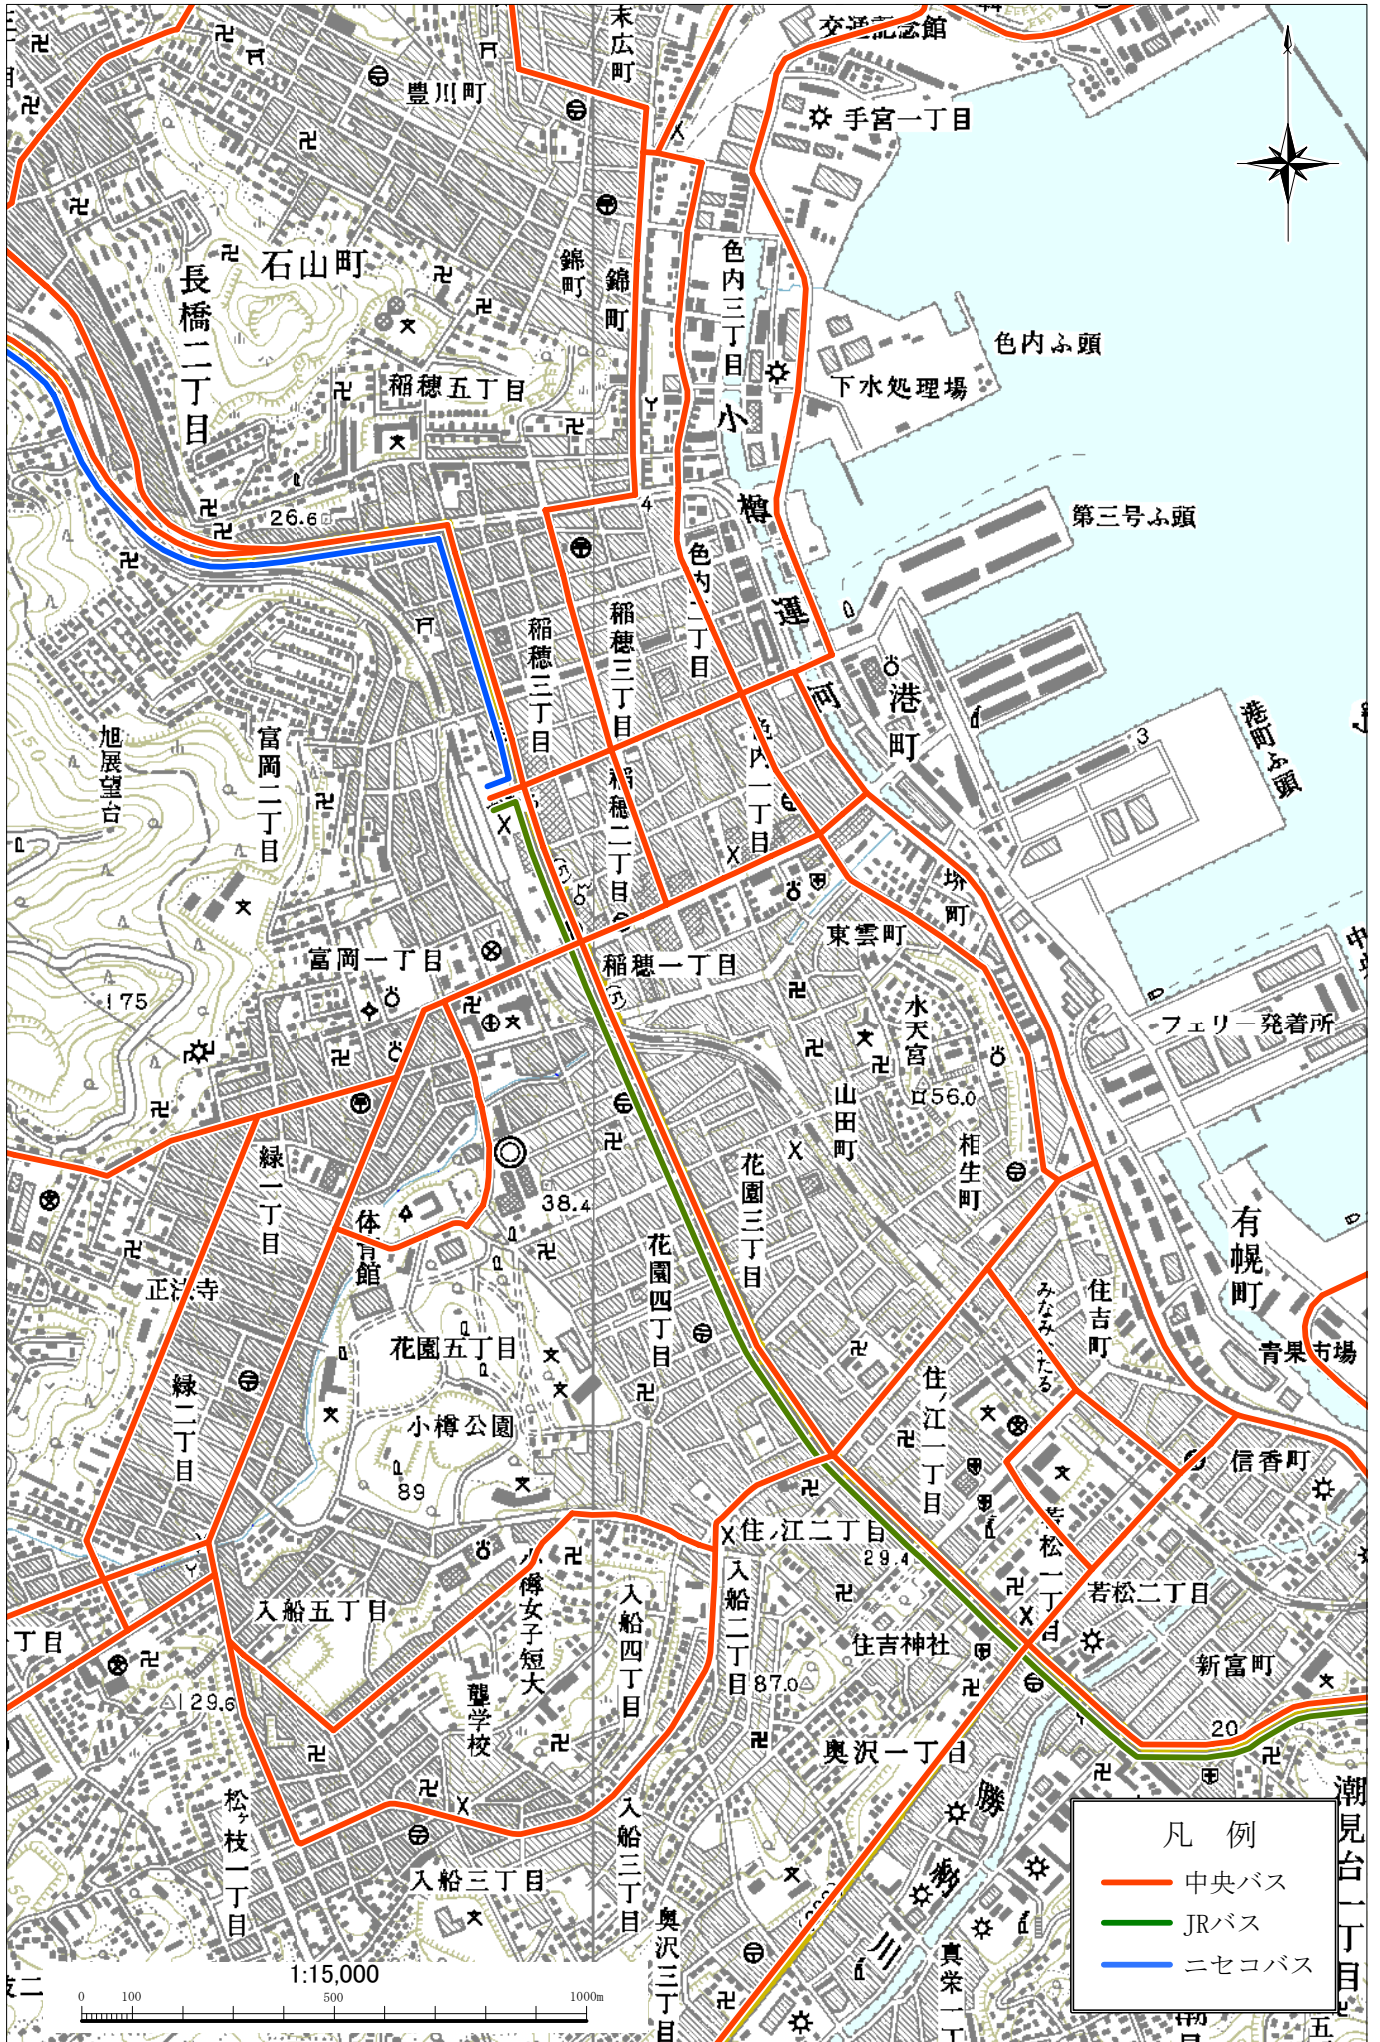 末広町
交通記念館
豊川町
手宮一丁目
石山町
錦町
錦町
色内三丁目
長橋二丁目
色内ふ頭
稲穂五丁目
下水処理場
小樽運河
26.6
4
第三号ふ頭
色内二丁目
稲穂三丁目
稲穂三丁目
港町
港町ふ頭
3
旭展望台
富岡二丁目
色内一丁目
稲穂二丁目
堺町
東雲町
富岡一丁目
稲穂一丁目
175
水天宮
フェリー発着所
56.0
山田町
相生町
緑一丁目
花園三丁目
38.4
体育館
有幌町
花園四丁目
正法寺
みなみおたる
住吉町
花園五丁目
青果市場
緑二丁目
住ノ江一丁目
小樽公園
信香町
89
住ノ江二丁目
29.4
若松一丁目
入船五丁目
小樽女子短大
入船四丁目
入船二丁目
若松二丁目
丁目
住吉神社
新富町
129.6
聾学校
87.0
20
奥沢一丁目
勝納川
松ヶ枝一丁目
入船三丁目
入船三丁目
潮見台一丁目
奥沢三丁目
真栄一丁
凡 例
中央バス
JRバス
ニセコバス
1:15,000
0 100 500 1000m